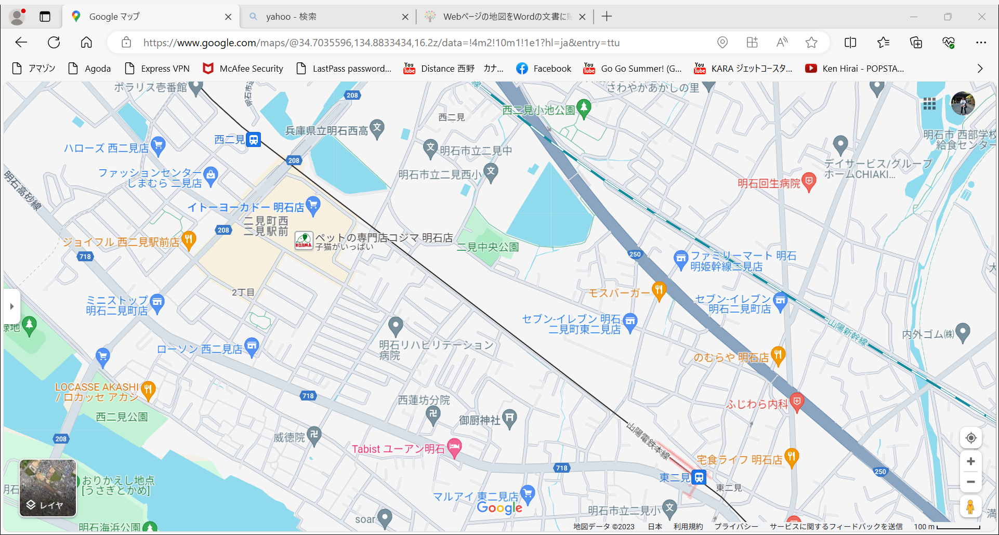 Google マップ
yahoo - 検索
Webページの地図をWordの文書に
https://www.google.com/maps/@34.7035596,134.8833434,16.2z/data=!4m2!10m1!1e1?hl=ja&entry=ttu
アマゾン
Agoda
Express VPN
McAfee Security
LastPass password...
Distance 西野 カナ...
Facebook
Go Go Summer! (G...
KARA ジェットコースタ...
Ken Hirai - POPSTA...
ポラリス壱番館
208
さわやかあかしの里
西二見小池公園
西二見
兵庫県立明石西高
西二見
明石市 西部学校
給食センター
ハローズ 西二見店
明石市立二見中
208
デイサービス/グループ
ホームCHIAKI...
ファッションセンター
しまむら 二見店
明石市立二見西小
明石回生病院
明石高砂線
イトーヨーカドー 明石店
二見町西
二見駅前
208
ペットの専門店コジマ 明石店
子猫がいっぱい
KOJIMA
ジョイフル 西二見駅前店
二見中央公園
718
250
ファミリーマート 明石
明姫幹線二見店
2丁目
モスバーガー
ミニストップ
明石二見町店
セブン-イレブン
明石二見町店
セブン-イレブン 明石
二見町東二見店
緑地
山陽新幹線
内外ゴム㈱
明石リハビリテーション
病院
ローソン 西二見店
のむらや 明石店
LOCASSE AKASHI
/ ロカッセ アカシ
718
西蓮坊分院
ふじわら内科
西二見公園
御厨神社
208
威徳院
山陽電鉄本線
Tabist ユーアン明石
宅食ライフ 明石店
718
250
東二見
東二見
おりかえし地点
[うさぎとかめ]
マルアイ 東二見店
Google
レイヤ
明石市立二見小
soar
明石海浜公園
地図データ ©2023
日本
利用規約
プライバシー
サービスに関するフィードバックを送信
100 m